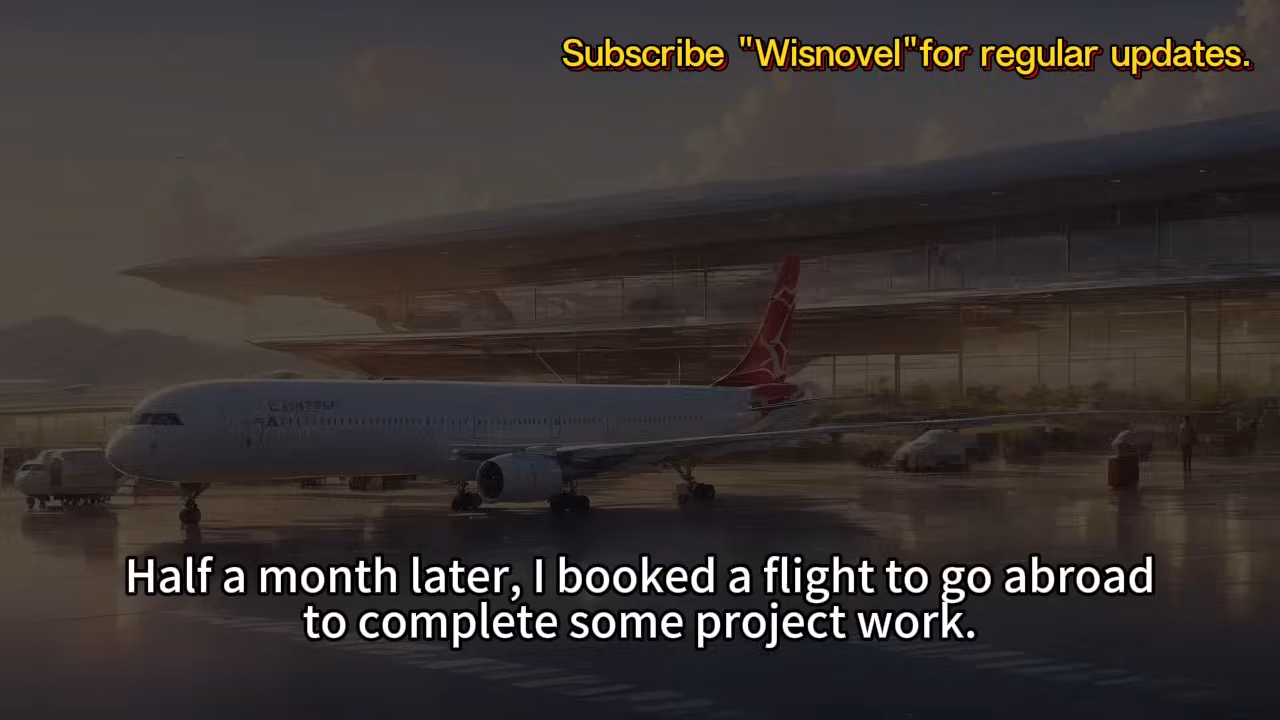 Subscribe "Wisnovel"for regular updates.
Half a month later, I booked a flight to go abroad
to complete some project work.